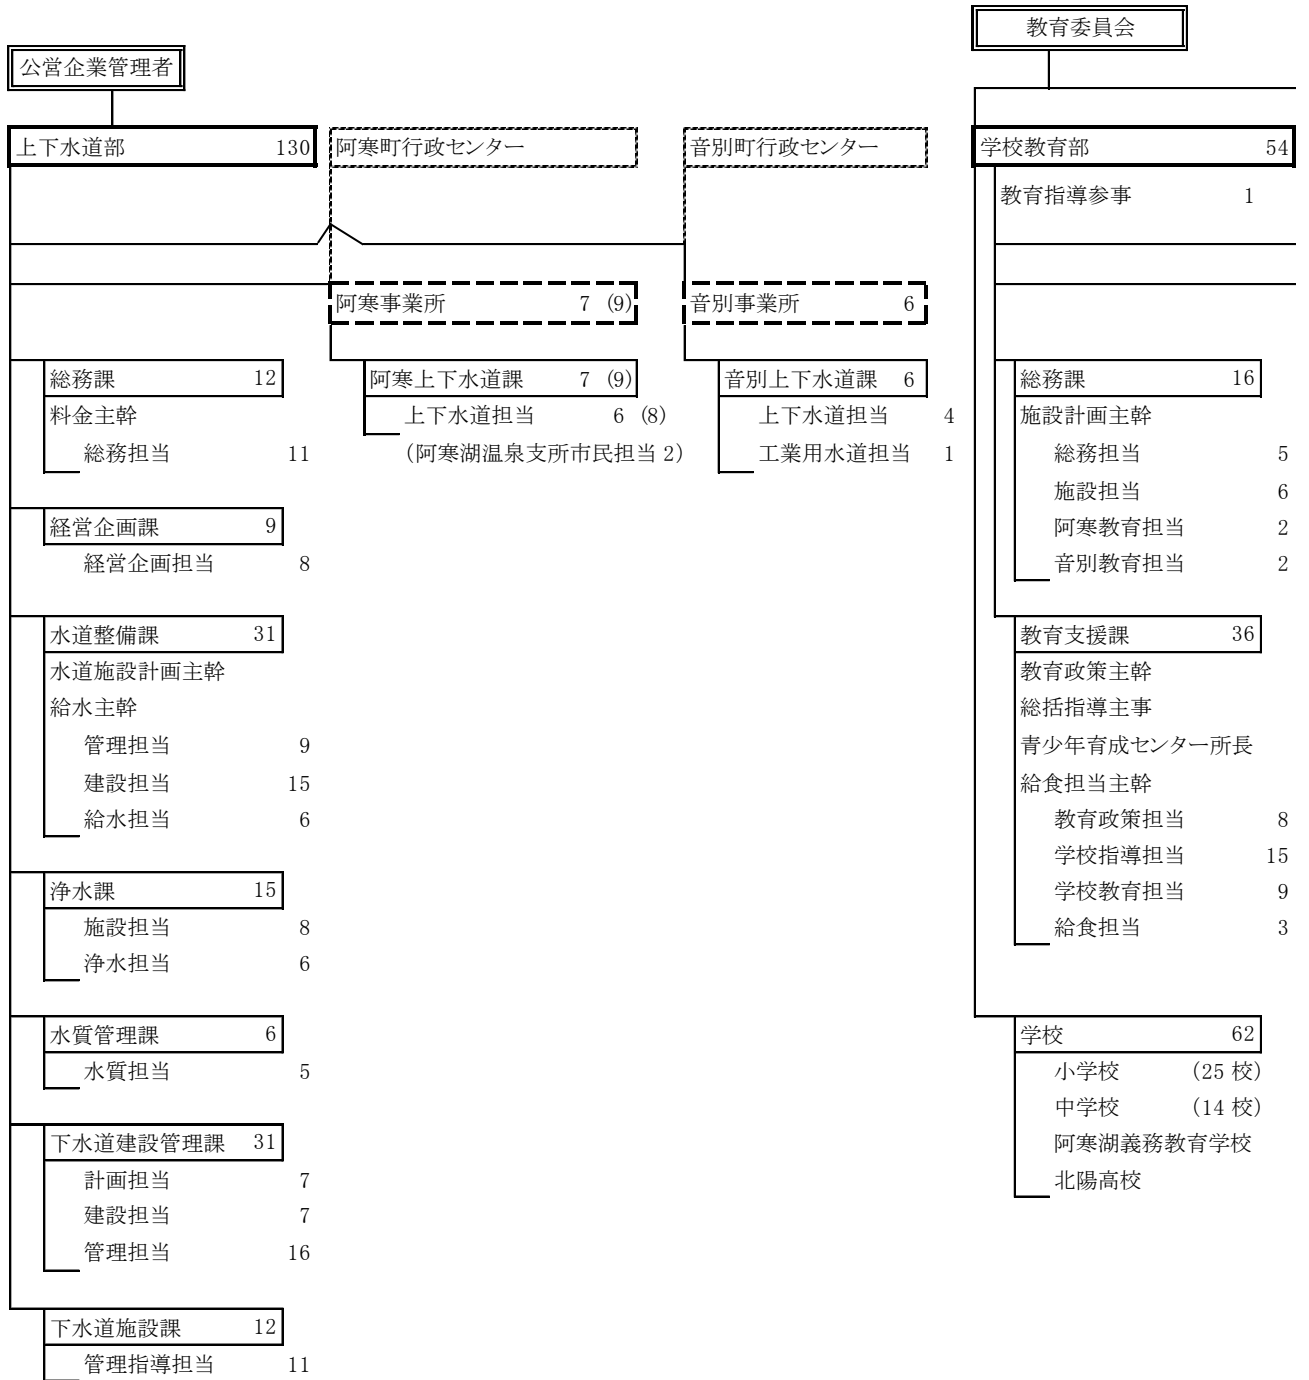 公営企業管理者
上下水道部 130
阿寒町行政センター
音別町行政センター
阿寒事業所 7 (9)
音別事業所 6
総務課 12
料金主幹
総務担当 11
経営企画課 9
経営企画担当 8
水道整備課 31
水道施設計画主幹
給水主幹
管理担当 9
建設担当 15
給水担当 6
浄水課 15
施設担当 8
浄水担当 6
水質管理課 6
水質担当 5
下水道建設管理課 31
計画担当 7
建設担当 7
管理担当 16
下水道施設課 12
管理指導担当 11
阿寒上下水道課 7 (9)
上下水道担当 6 (8)
(阿寒湖温泉支所市民担当 2)
音別上下水道課 6
上下水道担当 4
工業用水道担当 1
教育委員会
学校教育部 54
教育指導参事 1
総務課 16
施設計画主幹
総務担当 5
施設担当 6
阿寒教育担当 2
音別教育担当 2
教育支援課 36
教育政策主幹
総括指導主事
青少年育成センター所長
給食担当主幹
教育政策担当 8
学校指導担当 15
学校教育担当 9
給食担当 3
学校 62
小学校 (25 校)
中学校 (14 校)
阿寒湖義務教育学校
北陽高校